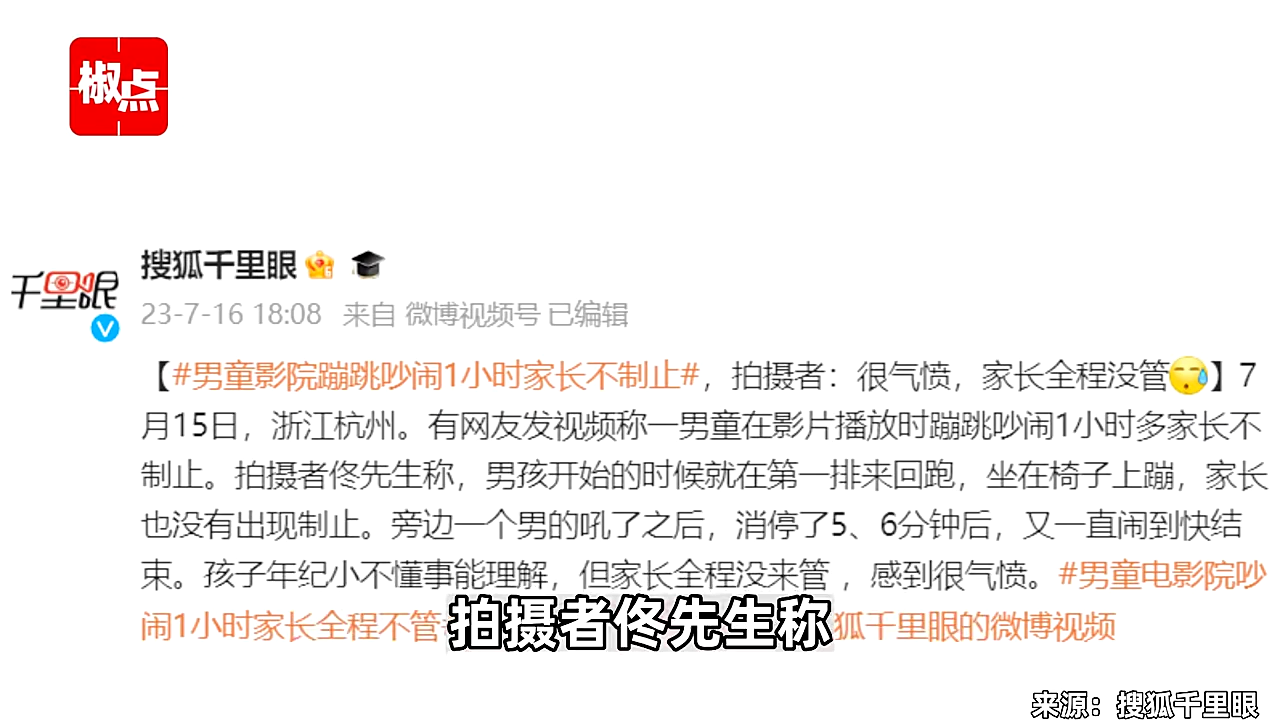 椒点
千里眼
搜狐千里眼
23-7-16 18:08 来自 微博视频号 已编辑
【#男童影院蹦跳吵闹1小时家长不制止#，拍摄者：很气愤，家长全程没管】7
月15日，浙江杭州。有网友发视频称一男童在影片播放时蹦跳吵闹1小时多家长不
制止。拍摄者佟先生称，男孩开始的时候就在第一排来回跑，坐在椅子上蹦，家长
也没有出现制止。旁边一个男的吼了之后，消停了5、6分钟后，又一直闹到快结
束。孩子年纪小不懂事能理解，但家长全程没来管 ，感到很气愤。#男童电影院吵
闹1小时家长全程不管
狐千里眼的微博视频
拍摄者佟先生称
来源：搜狐千里眼